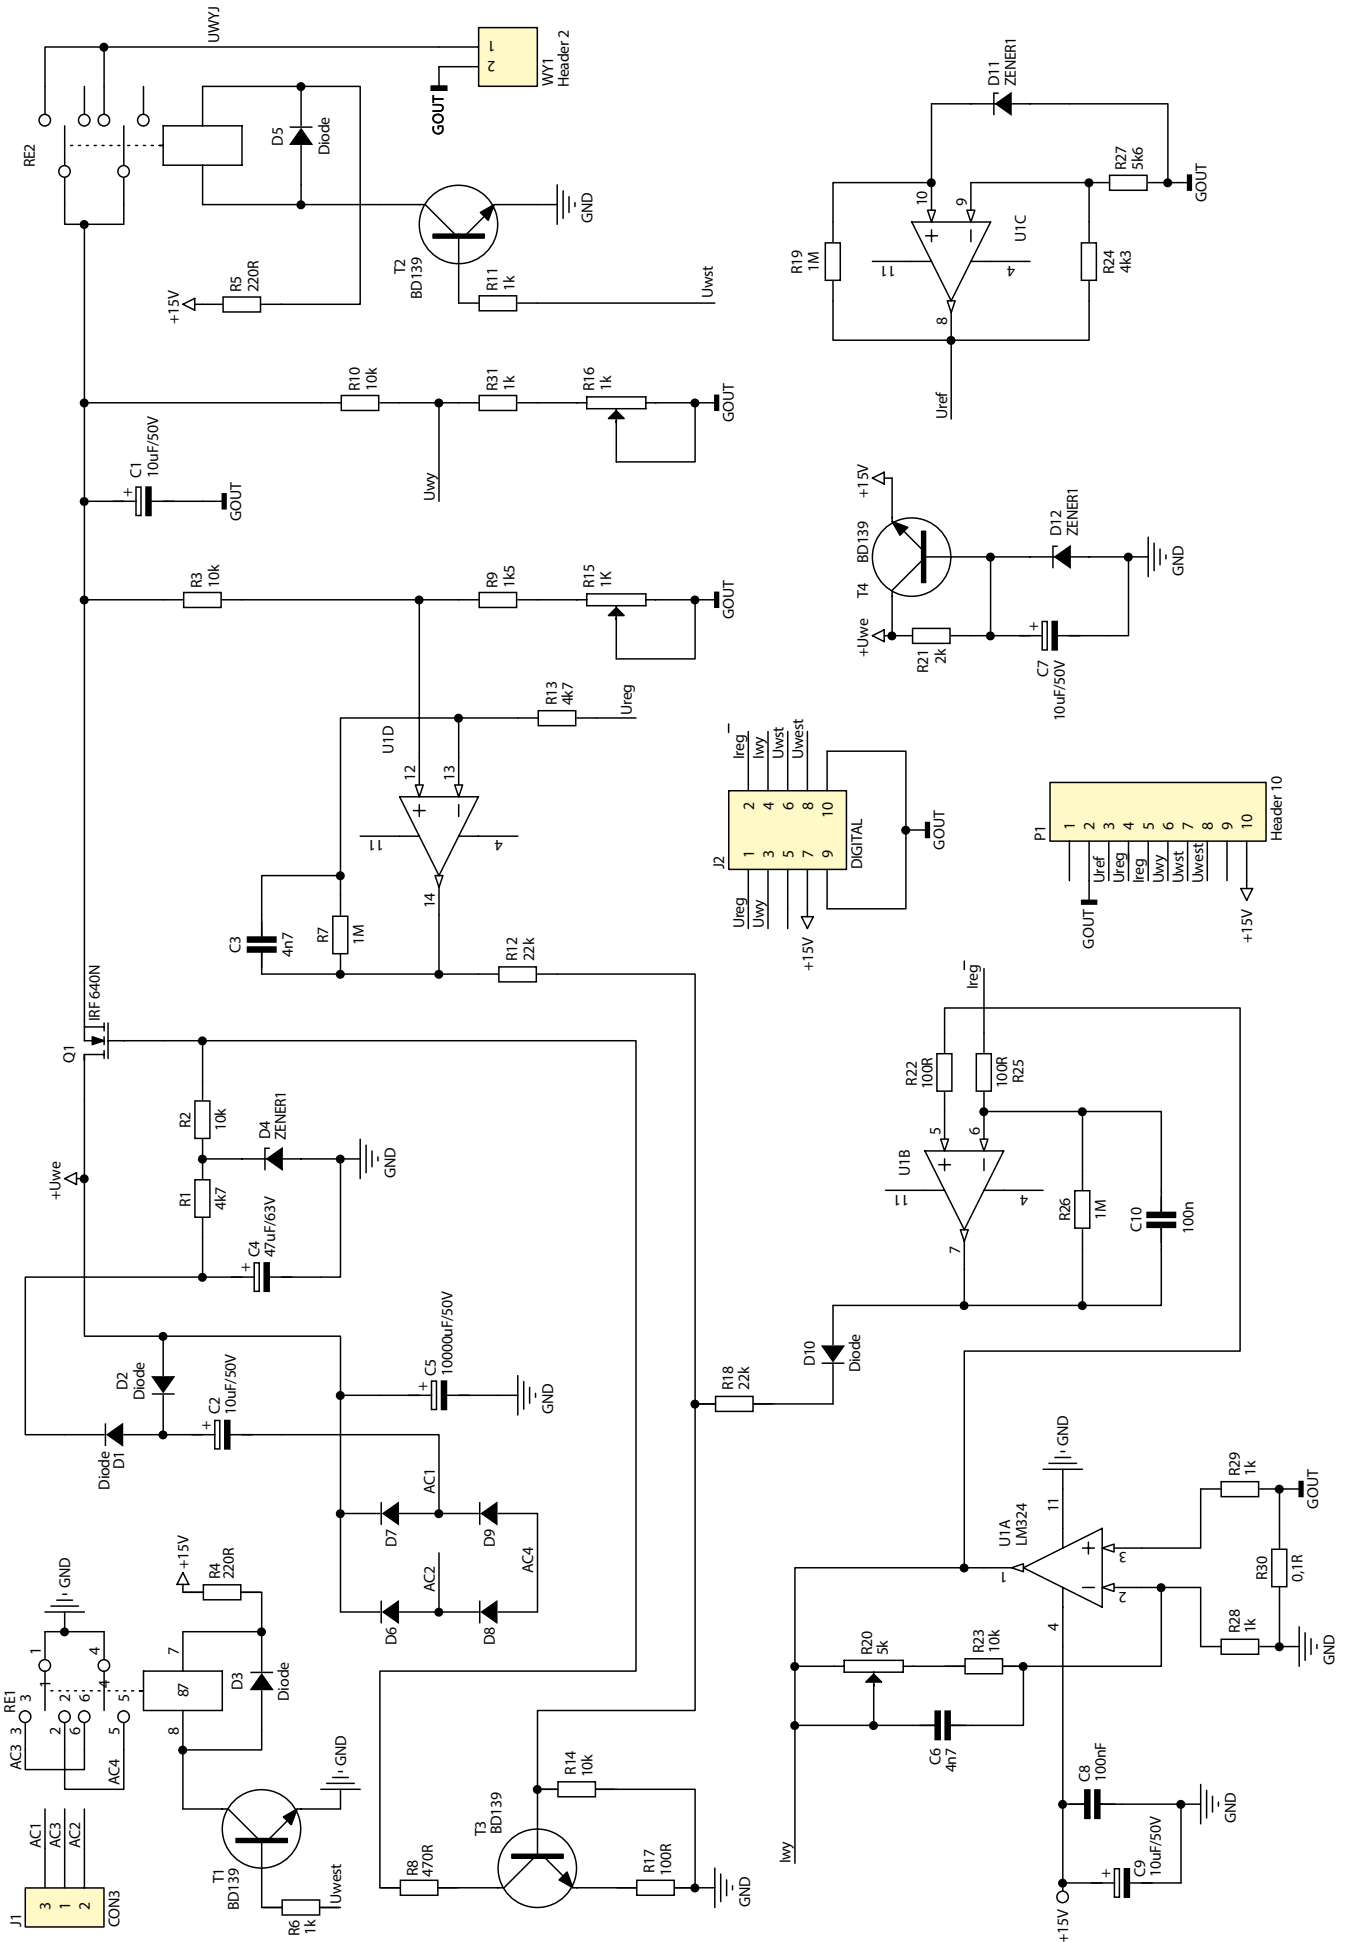 J1
3
1
2
CON3
AC1
AC3
AC2
RE1
AC3
AC4
3
2
6
5
3
2
6
5
1
4
1
4
1
GND
87
8
7
D3
Diode
+15V
R4
220R
T1
BD139
GND
R6
1k
Uwest
Diode
D1
D2
Diode
C2
10uF/50V
D7
D6
D9
D8
AC1
AC2
AC4
C5
10000uF/50V
GND
+Uwe
R1
4k7
R2
10k
C4
47uF/63V
D4
ZENER1
GND
Q1
IRF 640N
R8
470R
T3
BD139
R14
10k
R17
100R
GND
C3
4n7
R7
1M
R12
22k
U1D
12
13
14
11
4
R13
4k7
Ureg
R3
10k
R9
1k5
R15
1K
GOUT
C1
10uF/50V
GOUT
R10
10k
Uwy
R31
1k
R16
1k
GOUT
+15V
R5
220R
RE2
UWYJ
D5
Diode
GOUT
1
2
WY1
Header 2
T2
BD139
R11
1k
Uwst
GND
R18
22k
D10
Diode
Iwy
R20
5k
R23
10k
C6
4n7
U1A
LM324
1
2
3
4
11
GND
R28
1k
R29
1k
R30
0,1R
GND
GOUT
+15V
C9
10uF/50V
C8
100nF
GND
U1B
5
6
7
11
4
R22
100R
100R
R25
Ireg
R26
1M
C10
100n
J2
DIGITAL
1
3
5
7
9
2
4
6
8
10
Ureg
Uwy
+15V
Ireg
Iwy
Uwst
Uwest
GOUT
P1
Header 10
1
2
3
4
5
6
7
8
9
10
GOUT
Uref
Ureg
Ireg
Uwy
Uwst
Uwest
+15V
+Uwe
T4
BD139
+15V
R21
2k
C7
10uF/50V
D12
ZENER1
GND
Uref
R19
1M
U1C
10
9
8
11
4
D11
ZENER1
R24
4k3
R27
5k6
GOUT